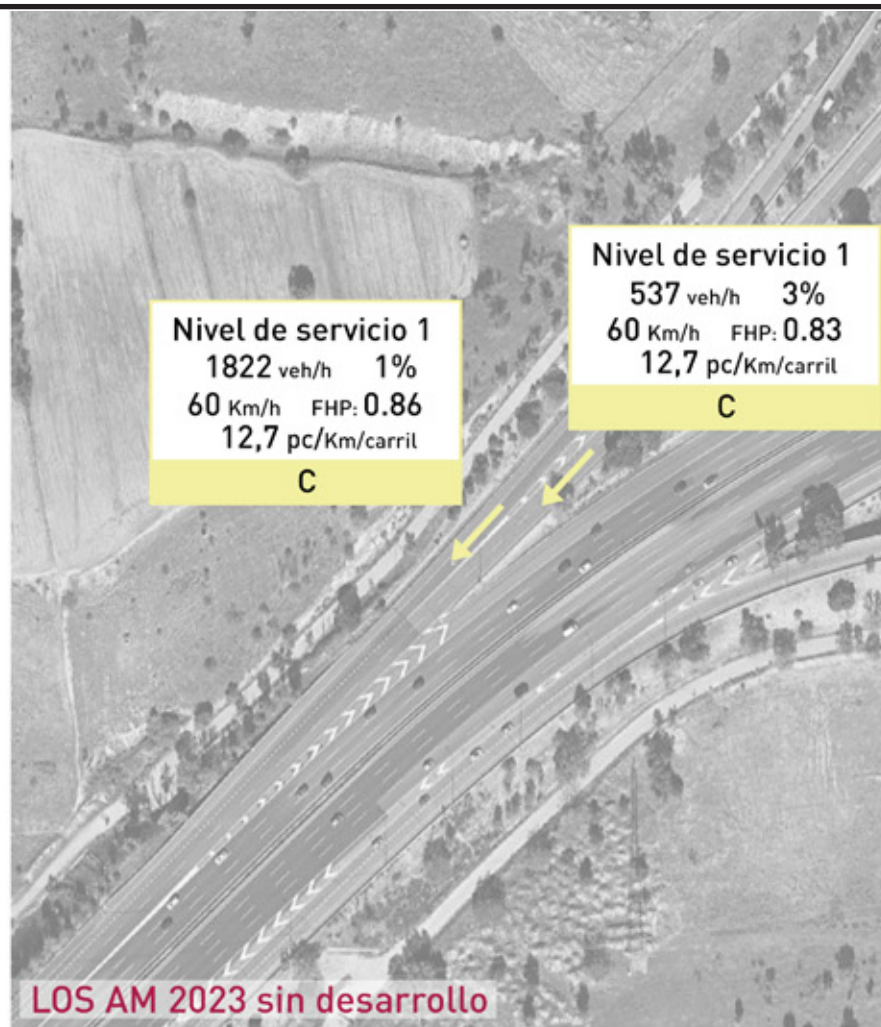 Nivel de servicio 1
537 veh/h 3%
60 Km/h FHP: 0.83
12,7 pc/Km/carril
C
Nivel de servicio 1
1822 veh/h 1%
60 Km/h FHP: 0.86
12,7 pc/Km/carril
C
LOS AM 2023 sin desarrollo